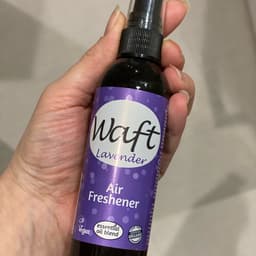 Waft
Lavender
Air
Freshener
Vegan
essential
oil blend